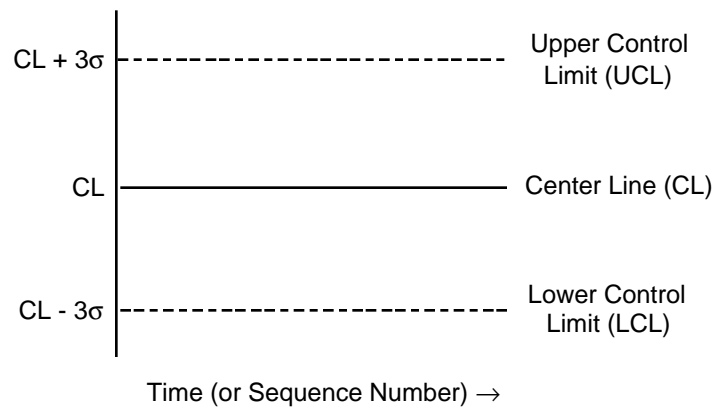 CL + 3σ
Upper Control
Limit (UCL)
CL
Center Line (CL)
CL - 3σ
Lower Control
Limit (LCL)
Time (or Sequence Number) →